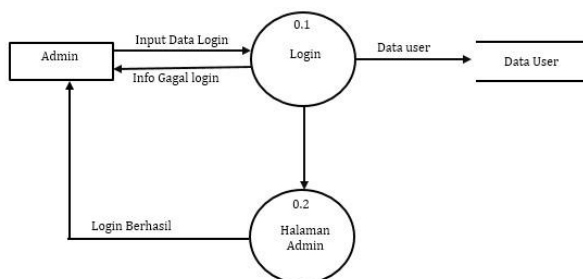 0.1
Input Data Login
Login
Data user
Admin
Info Gagal login
Data User
0.2
Halaman
Admin
Login Berhasil